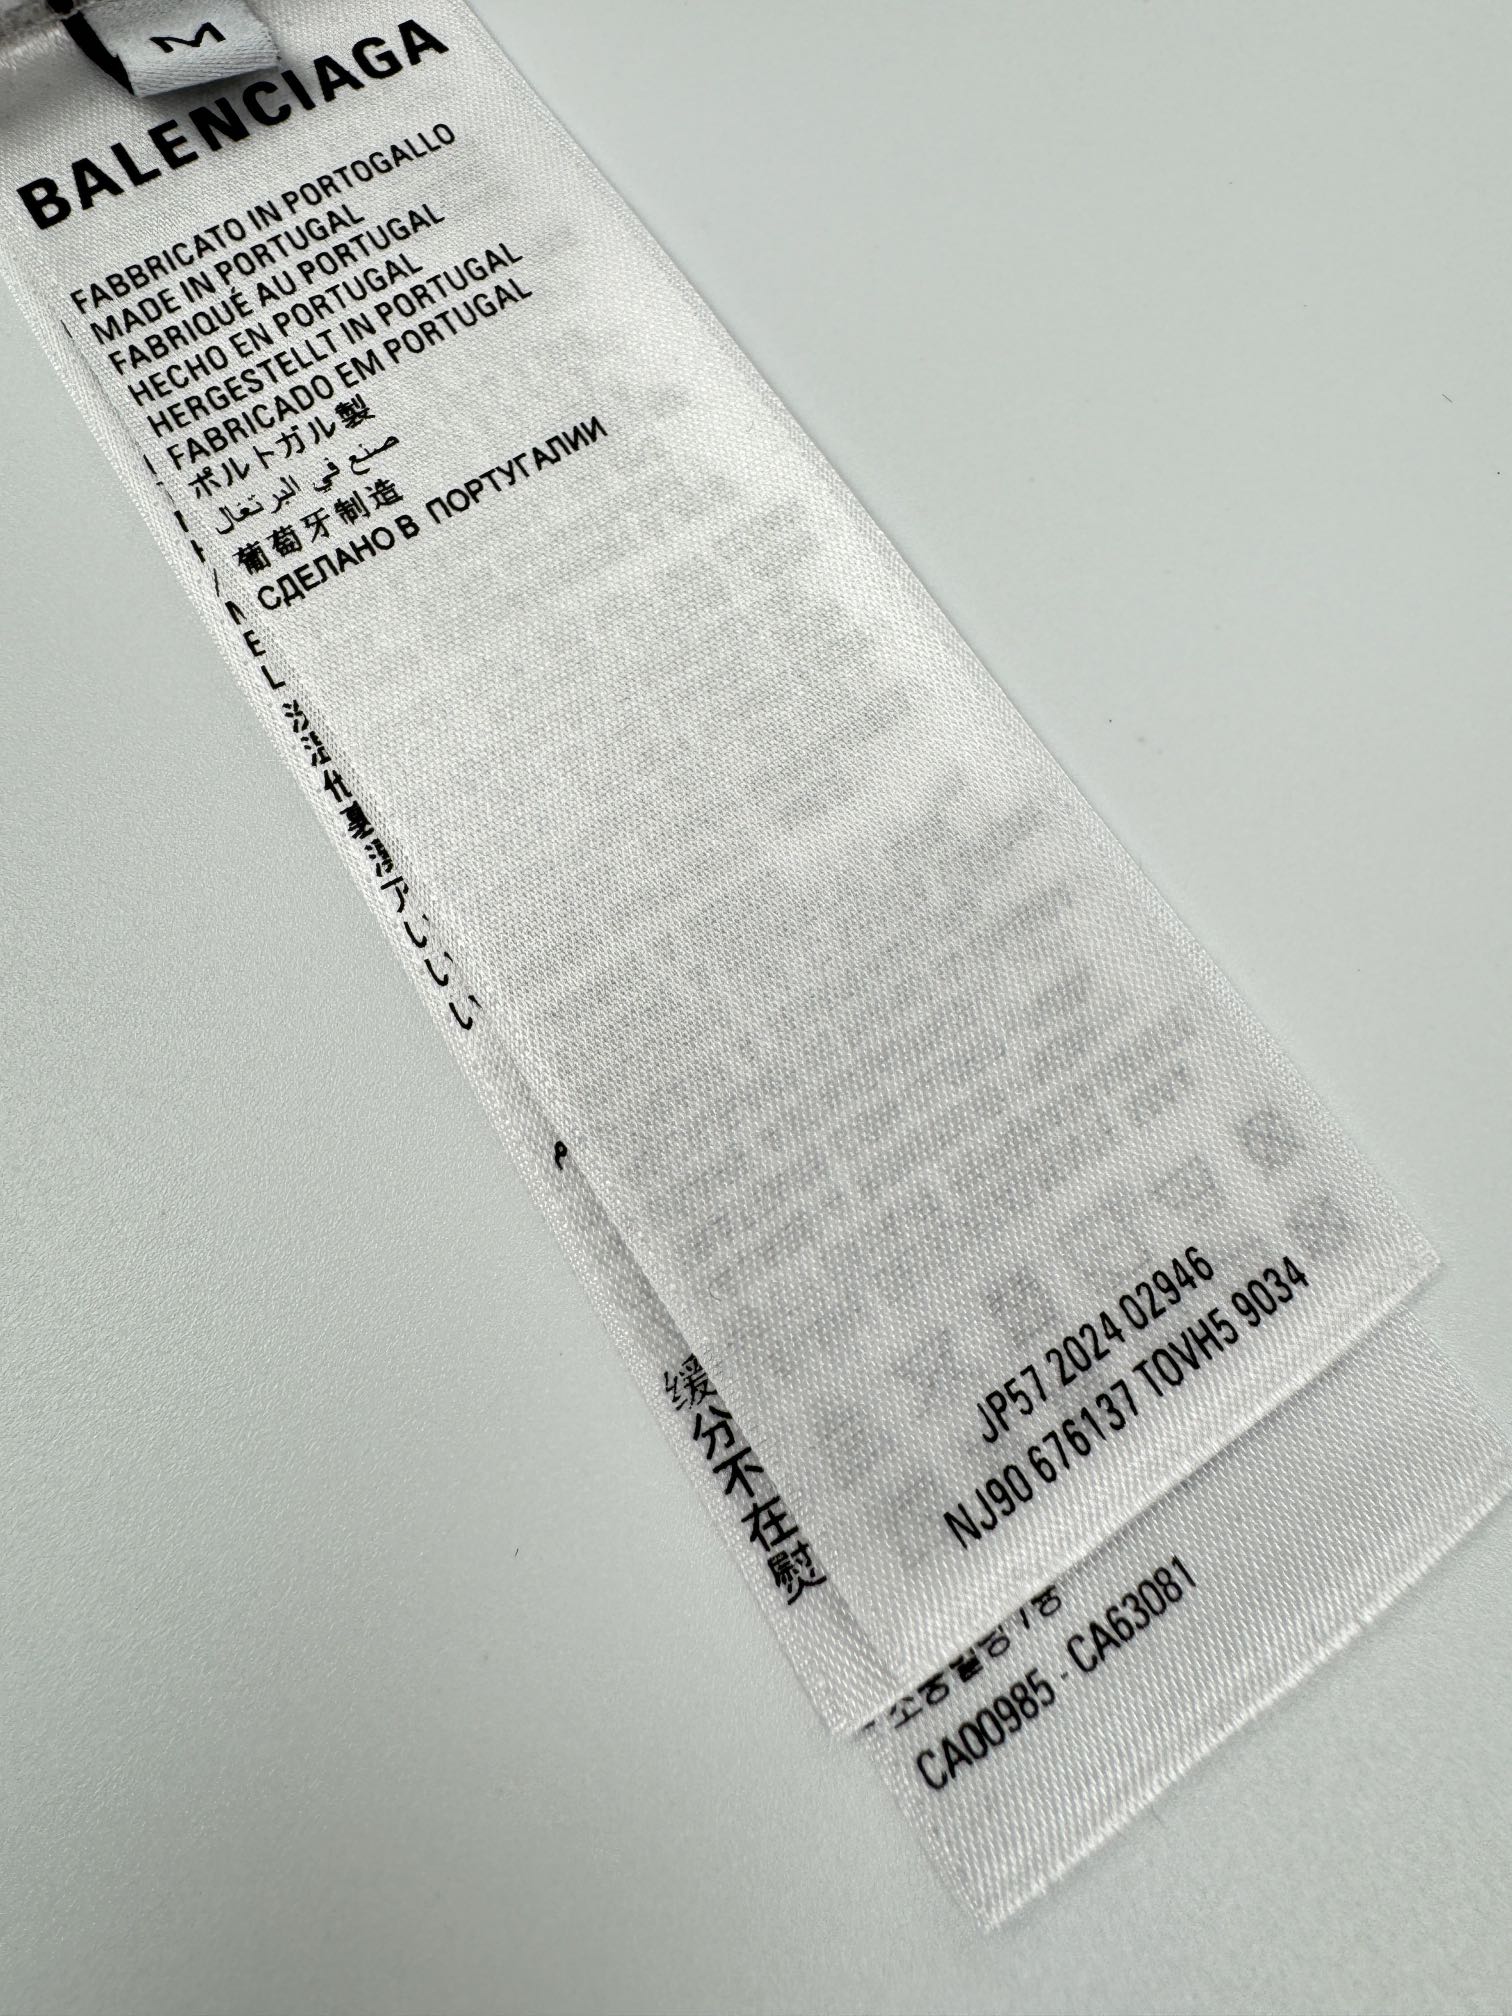 M
BALENCIAGA
FABBRICATO IN PORTOGALLO
MADE IN PORTUGAL
FABRIQUÉ AU PORTUGAL
HECHO EN PORTUGAL
HERGESTELLT IN PORTUGAL
FABRICADO EM PORTUGAL
ポルトガル製
صنع في البرتغال
葡萄牙制造
СДЕЛАНО В ПОРТУГАЛИИ
JP57 2024 02946
NJ90 676137 TOVH5 9034
缓
分
不
在
熨
CA00985 - CA63081